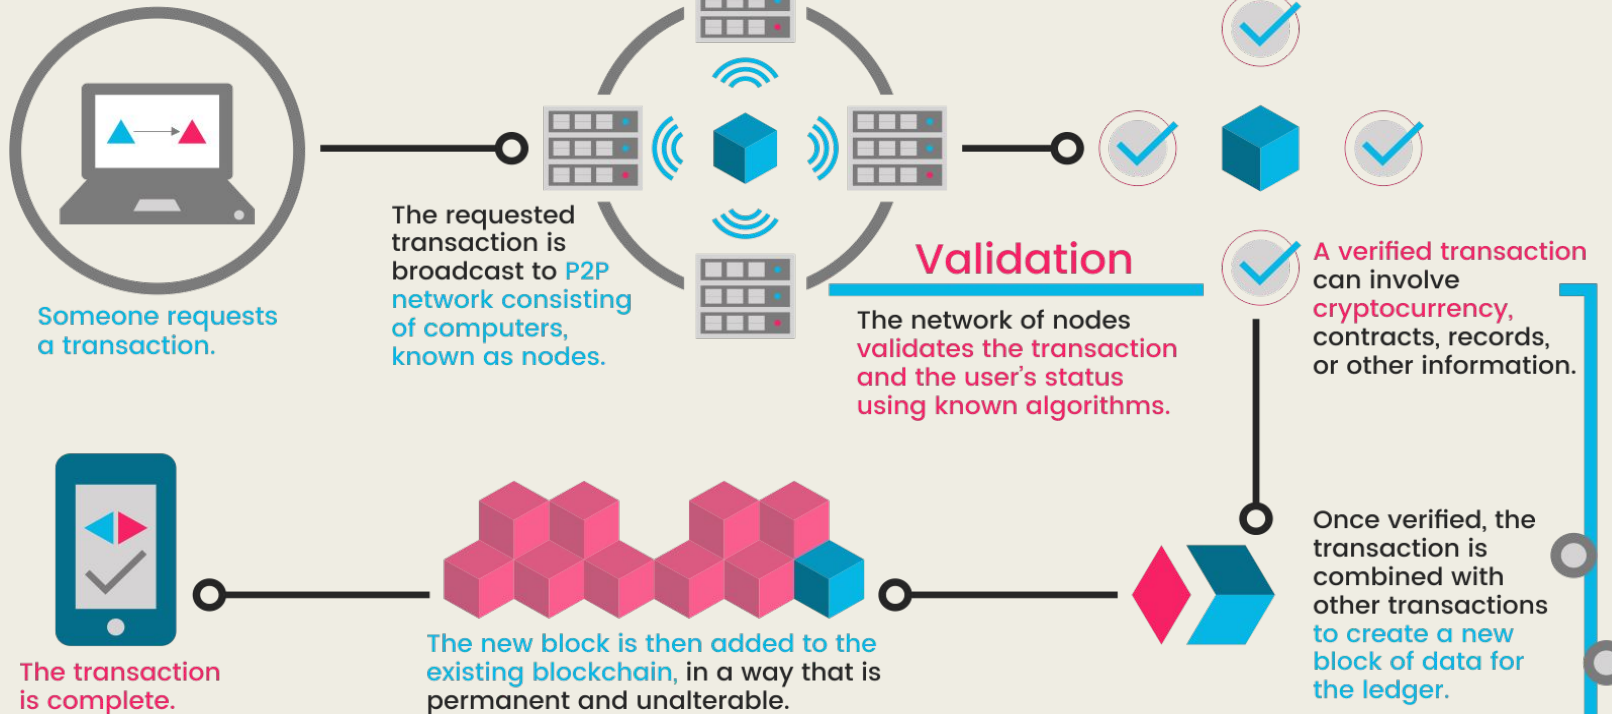 Someone requests
a transaction.
The requested
transaction is
broadcast to P2P
network consisting
of computers,
known as nodes.
Validation
The network of nodes
validates the transaction
and the user's status
using known algorithms.
A verified transaction
can involve
cryptocurrency,
contracts, records,
or other information.
Once verified, the
transaction is
combined with
other transactions
to create a new
block of data for
the ledger.
The new block is then added to the
existing blockchain, in a way that is
permanent and unalterable.
The transaction
is complete.